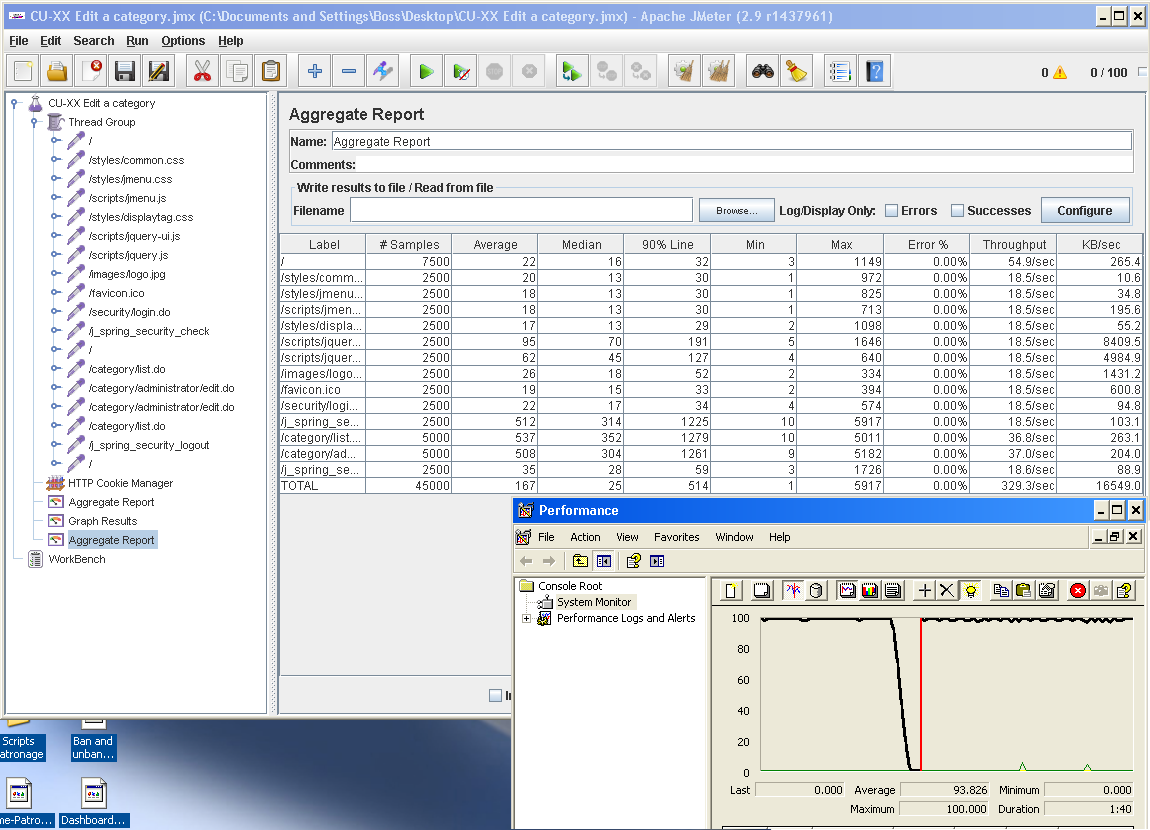 CU-XX Edit a category.jmx (C:\Documents and Settings\Boss\Desktop\CU-XX Edit a category.jmx) - Apache JMeter (2.9 r1437961)
File Edit Search Run Options Help
0 0 / 100
CU-XX Edit a category
Thread Group
/
/styles/common.css
/styles/jmenu.css
/scripts/jmenu.js
/styles/displaytag.css
/scripts/jquery-ui.js
/scripts/jquery.js
/images/logo.jpg
/favicon.ico
/security/login.do
/j_spring_security_check
/
/category/list.do
/category/administrator/edit.do
/category/administrator/edit.do
/category/list.do
/j_spring_security_logout
/
HTTP Cookie Manager
Aggregate Report
Graph Results
Aggregate Report
WorkBench
Aggregate Report
Name: Aggregate Report
Comments:
Write results to file / Read from file
Filename Browse... Log/Display Only: Errors Successes Configure
Label # Samples Average Median 90% Line Min Max Error % Throughput KB/sec
/ 7500 22 16 32 3 1149 0.00% 54.9/sec 265.4
/styles/comm... 2500 20 13 30 1 972 0.00% 18.5/sec 10.6
/styles/jmenu... 2500 18 13 30 1 825 0.00% 18.5/sec 34.8
/scripts/jmen... 2500 18 13 30 1 713 0.00% 18.5/sec 195.6
/styles/displa... 2500 17 13 29 2 1098 0.00% 18.5/sec 55.2
/scripts/jquer... 2500 95 70 191 5 1646 0.00% 18.5/sec 8409.5
/scripts/jquer... 2500 62 45 127 4 640 0.00% 18.5/sec 4984.9
/images/logo... 2500 26 18 52 2 334 0.00% 18.5/sec 1431.2
/favicon.ico 2500 19 15 33 2 394 0.00% 18.5/sec 600.8
/security/logi... 2500 22 17 34 4 574 0.00% 18.5/sec 94.8
/j_spring_se... 2500 512 314 1225 10 5917 0.00% 18.5/sec 103.1
/category/list.... 5000 537 352 1279 10 5011 0.00% 36.8/sec 263.1
/category/ad... 5000 508 304 1261 9 5182 0.00% 37.0/sec 204.0
/j_spring_se... 2500 35 28 59 3 1726 0.00% 18.6/sec 88.9
TOTAL 45000 167 25 514 1 5917 0.00% 329.3/sec 16549.0
Performance
File Action View Favorites Window Help
Console Root
System Monitor
Performance Logs and Alerts
100
80
60
40
20
0
Last 0.000 Average 93.826 Minimum 0.000
Maximum 100.000 Duration 1:40
Scripts
atronage
Ban and
unban...
me-Patro...
Dashboard...